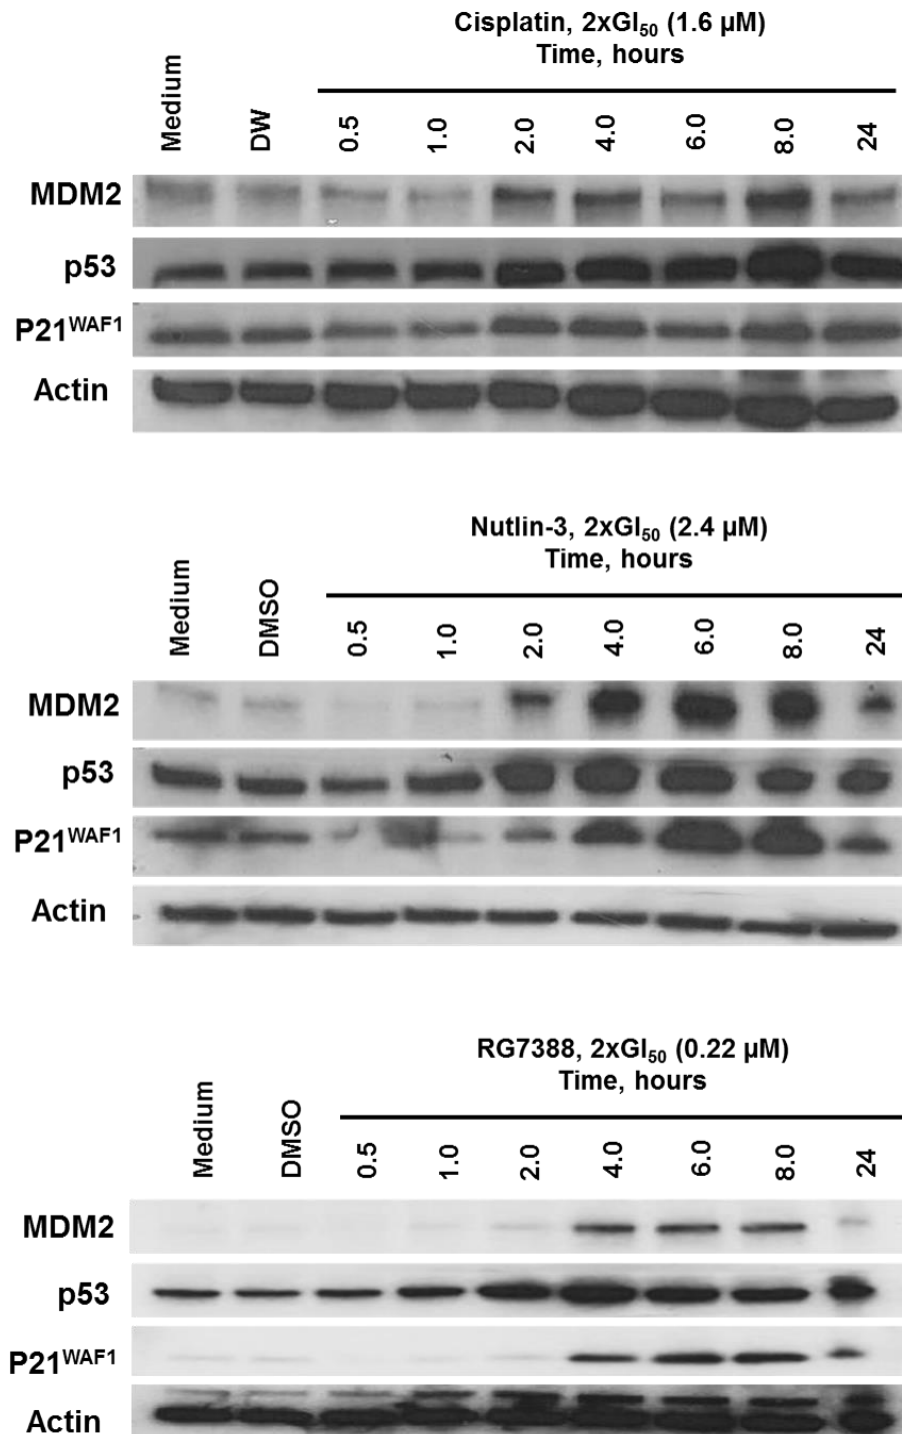 Cisplatin, 2xGI₅₀ (1.6 µM)
Time, hours
Medium DW 0.5 1.0 2.0 4.0 6.0 8.0 24
MDM2
p53
P21ᵂᴬᶠ¹
Actin
Nutlin-3, 2xGI₅₀ (2.4 µM)
Time, hours
Medium DMSO 0.5 1.0 2.0 4.0 6.0 8.0 24
MDM2
p53
P21ᵂᴬᶠ¹
Actin
RG7388, 2xGI₅₀ (0.22 µM)
Time, hours
Medium DMSO 0.5 1.0 2.0 4.0 6.0 8.0 24
MDM2
p53
P21ᵂᴬᶠ¹
Actin